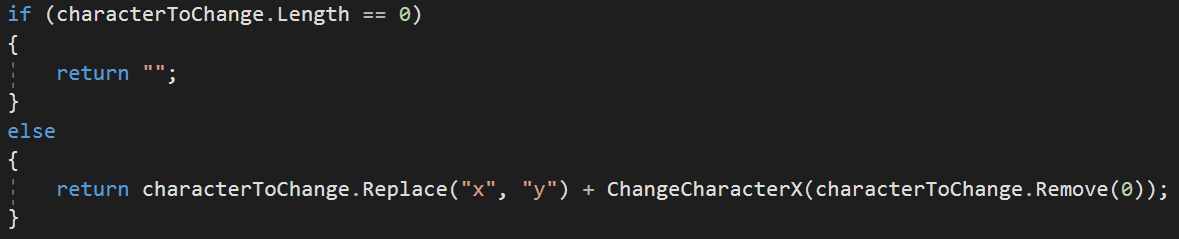 if (characterToChange.Length == 0)
{
    return "";
}
else
{
    return characterToChange.Replace("x", "y") + ChangeCharacterX(characterToChange.Remove(0));
}